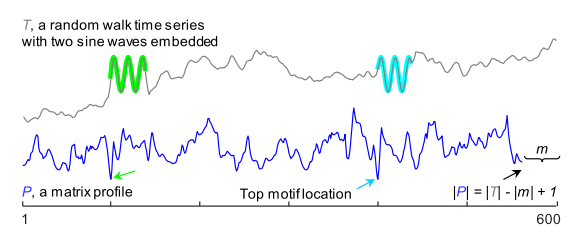 T, a random walk time series
with two sine waves embedded
m
P, a matrix profile
Top motif location
|P| = |T| - |m| + 1
1
600